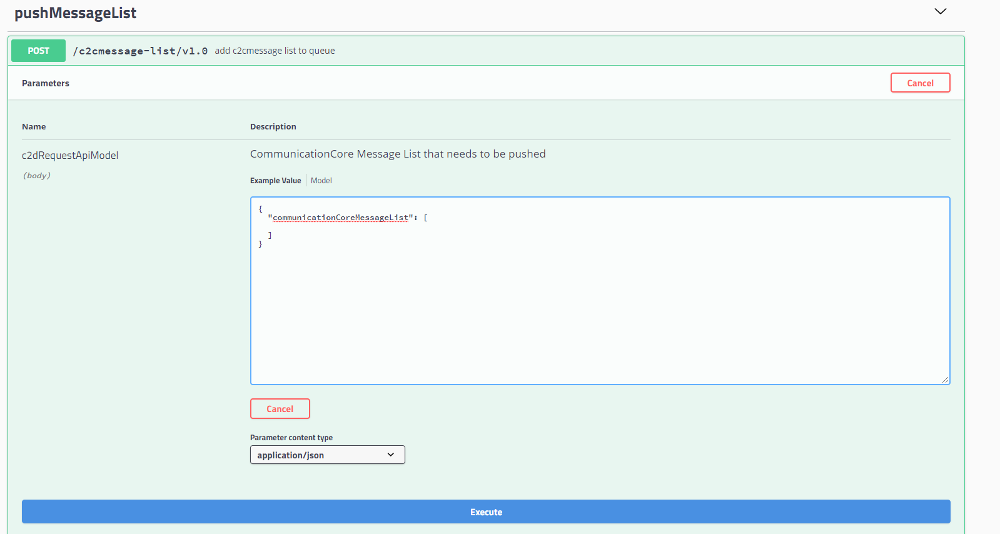 pushMessageList
POST /c2cmessage-list/v1.0 add c2cmessage list to queue
Parameters Cancel
Name Description
c2dRequestApiModel CommunicationCore Message List that needs to be pushed
(body)
Example Value Model
{
"communicationCoreMessageList": [
]
}
Cancel
Parameter content type
application/json
Execute